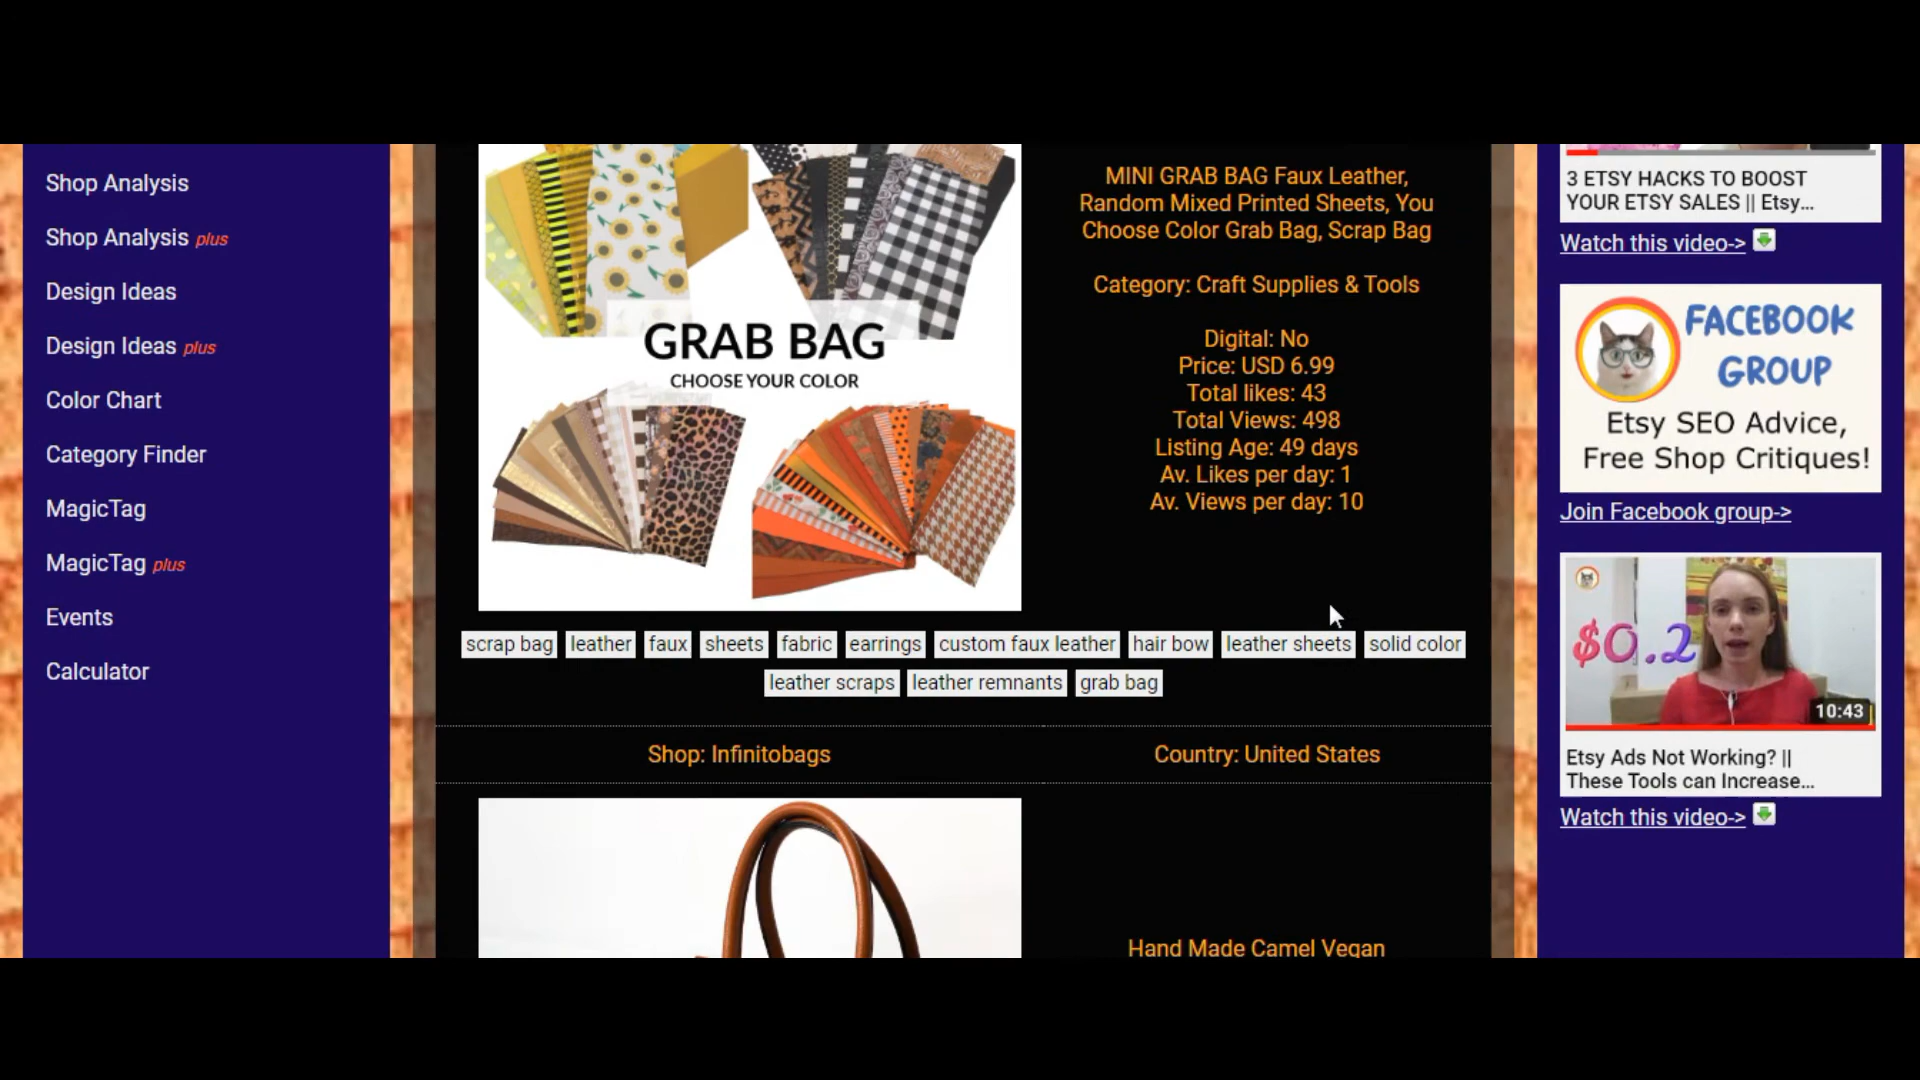 Shop Analysis
Shop Analysis plus
Design Ideas
Design Ideas plus
Color Chart
Category Finder
MagicTag
MagicTag plus
Events
Calculator
GRAB BAG
CHOOSE YOUR COLOR
MINI GRAB BAG Faux Leather,
Random Mixed Printed Sheets, You
Choose Color Grab Bag, Scrap Bag
Category: Craft Supplies & Tools
Digital: No
Price: USD 6.99
Total likes: 43
Total Views: 498
Listing Age: 49 days
Av. Likes per day: 1
Av. Views per day: 10
scrap bag leather faux sheets fabric earrings custom faux leather hair bow leather sheets solid color
leather scraps leather remnants grab bag
Shop: Infinitobags
Country: United States
Hand Made Camel Vegan
3 ETSY HACKS TO BOOST
YOUR ETSY SALES || Etsy...
Watch this video->
FACEBOOK
GROUP
Etsy SEO Advice,
Free Shop Critiques!
Join Facebook group->
$0.2
10:43
Etsy Ads Not Working? ||
These Tools can Increase...
Watch this video->